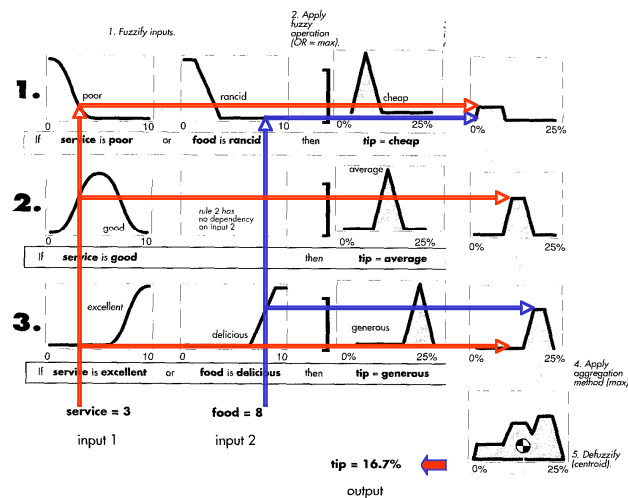 1. Fuzzify inputs.
2. Apply
fuzzy
operation
(OR = max).
1.
poor
rancid
cheap
0 10
0 10
0% 25%
0% 25%
If service is poor or food is rancid then tip = cheap
2.
good
rule 2 has
no dependency
on input 2
average
0 10
0% 25%
0% 25%
If service is good then tip = average
3.
excellent
delicious
generous
0 10
0 10
0% 25%
0% 25%
If service is excellent or food is delicious then tip = generous
4. Apply
aggregation
method (max)
service = 3
food = 8
input 1
input 2
tip = 16.7%
output
0% 25%
5. Defuzzify
(centroid).